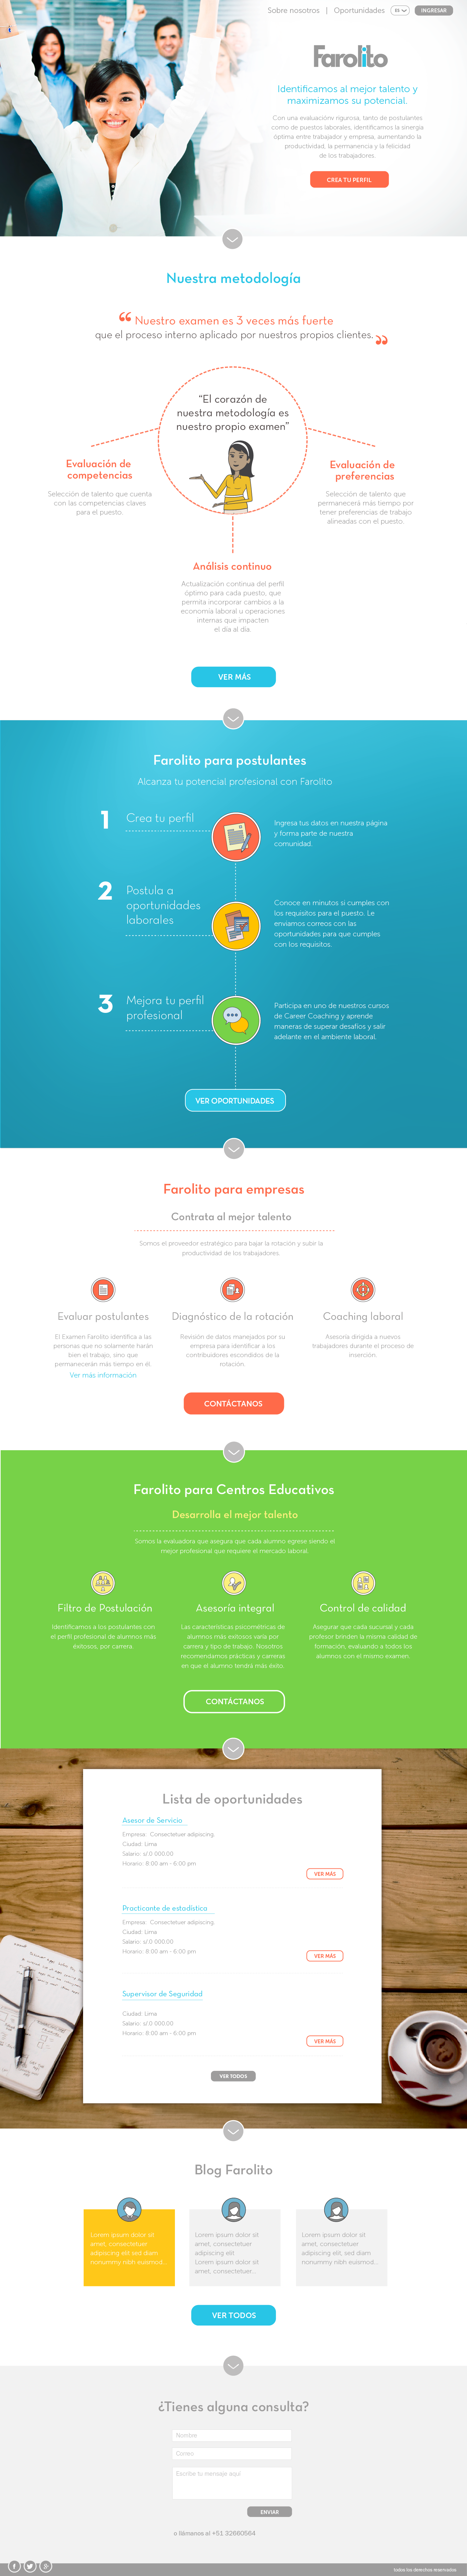 Sobre nosotros | Oportunidades ES INGRESAR
Farolito
Identificamos al mejor talento y
maximizamos su potencial.
Con una evaluacionv rigurosa, tanto de postulantes
como de puestos laborales, identificamos la sinergia
óptima entre trabajador y empresa, aumentando la
productividad, la permanencia y la felicidad
de los trabajadores.
CREA TU PERFIL
Nuestra metodología
“ Nuestro examen es 3 veces más fuerte
que el proceso interno aplicado por nuestros propios clientes. ”
“El corazón de
nuestra metodología es
nuestro propio examen”
Evaluación de
competencias
Selección de talento que cuenta
con las competencias claves
para el puesto.
Evaluación de
preferencias
Selección de talento que
permanecerá más tiempo por
tener preferencias de trabajo
alineadas con el puesto.
Análisis continuo
Actualización continua del perfil
óptimo para cada puesto, que
permita incorporar cambios a la
economía laboral u operaciones
internas que impacten
el día al día.
VER MÁS
Farolito para postulantes
Alcanza tu potencial profesional con Farolito
1 Crea tu perfil
Ingresa tus datos en nuestra página
y forma parte de nuestra
comunidad.
2 Postula a
oportunidades
laborales
Conoce en minutos si cumples con
los requisitos para el puesto. Le
enviamos correos con las
oportunidades para que cumples
con los requisitos.
3 Mejora tu perfil
profesional
Participa en uno de nuestros cursos
de Career Coaching y aprende
maneras de superar desafíos y salir
adelante en el ambiente laboral.
VER OPORTUNIDADES
Farolito para empresas
Contrata al mejor talento
Somos el proveedor estratégico para bajar la rotación y subir la
productividad de los trabajadores.
Evaluar postulantes
El Examen Farolito identifica a las
personas que no solamente harán
bien el trabajo, sino que
permanecerán más tiempo en él.
Ver más información
Diagnóstico de la rotación
Revisión de datos manejados por su
empresa para identificar a los
contribuidores escondidos de la
rotación.
Coaching laboral
Asesoría dirigida a nuevos
trabajadores durante el proceso de
inserción.
CONTÁCTANOS
Farolito para Centros Educativos
Desarrolla el mejor talento
Somos la evaluadora que asegura que cada alumno egrese siendo el
mejor profesional que requiere el mercado laboral.
Filtro de Postulación
Identificamos a los postulantes con
el perfil profesional de alumnos más
éxitosos, por carrera.
Asesoría integral
Las características psicométricas de
alumnos más exitosos varía por
carrera y tipo de trabajo. Nosotros
recomendamos prácticas y carreras
en que el alumno tendrá más éxito.
Control de calidad
Asegurar que cada sucursal y cada
profesor brinden la misma calidad de
formación, evaluando a todos los
alumnos con el mismo examen.
CONTÁCTANOS
Lista de oportunidades
Asesor de Servicio
Empresa: Consectetuer adipiscing
Ciudad: Lima
Salario: s/.0 000.00
Horario: 8:00 am - 6:00 pm
VER MÁS
Practicante de estadística
Empresa: Consectetuer adipiscing
Ciudad: Lima
Salario: s/.0 000.00
Horario: 8:00 am - 6:00 pm
VER MÁS
Supervisor de Seguridad
Ciudad: Lima
Salario: s/.0 000.00
Horario: 8:00 am - 6:00 pm
VER MÁS
VER TODOS
Blog Farolito
Lorem ipsum dolor sit
amet, consectetuer
adipiscing elit sed diam
nonummy nibh euismod...
Lorem ipsum dolor sit
amet, consectetuer
adipiscing elit
Lorem ipsum dolor sit
amet, consectetuer...
Lorem ipsum dolor sit
amet, consectetuer
adipiscing elit, sed diam
nonummy nibh euismod...
VER TODOS
¿Tienes alguna consulta?
Nombre
Correo
Escribe tu mensaje aquí
ENVIAR
o llámanos al +51 32660564
todos los derechos reservados